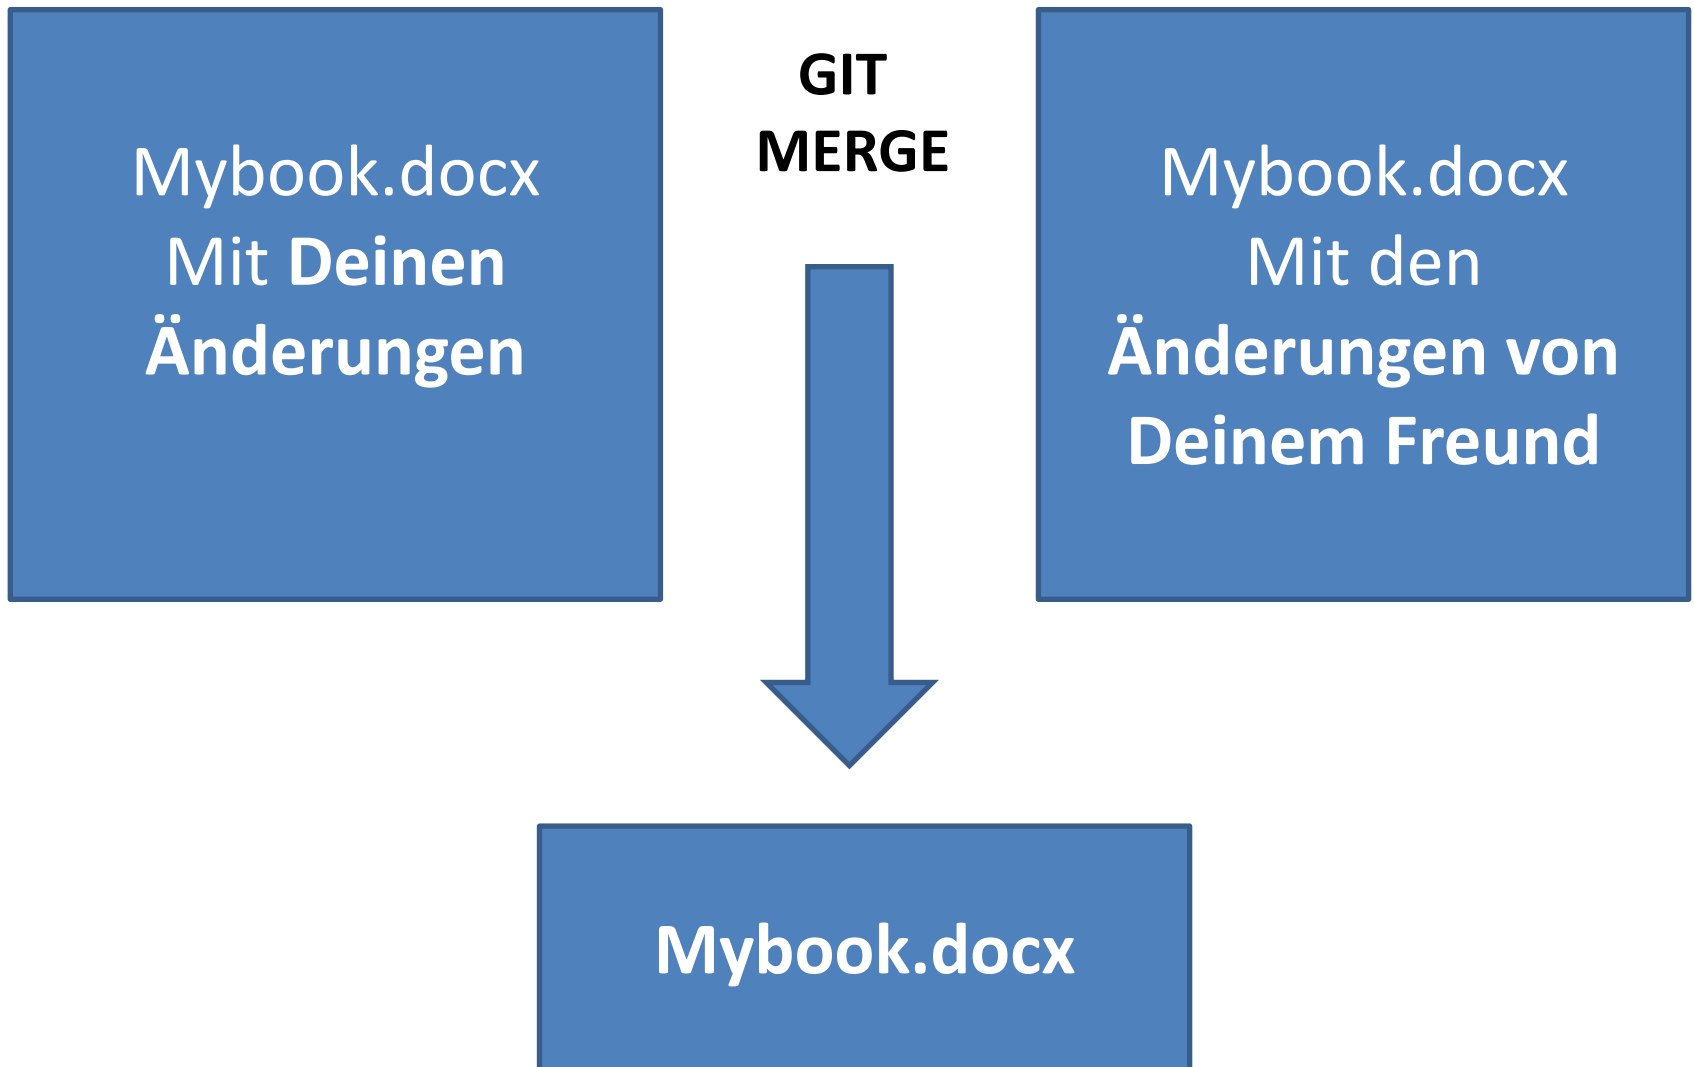 Mybook.docx
Mit Deinen
Änderungen
GIT
MERGE
Mybook.docx
Mit den
Änderungen von
Deinem Freund
Mybook.docx